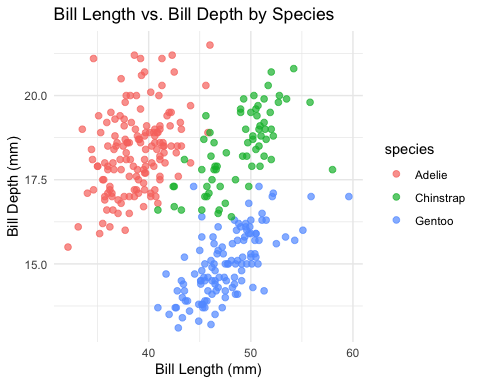 Bill Length vs. Bill Depth by Species
20.0
17.5
15.0
Bill Depth (mm)
40
50
60
Bill Length (mm)
species
Adelie
Chinstrap
Gentoo